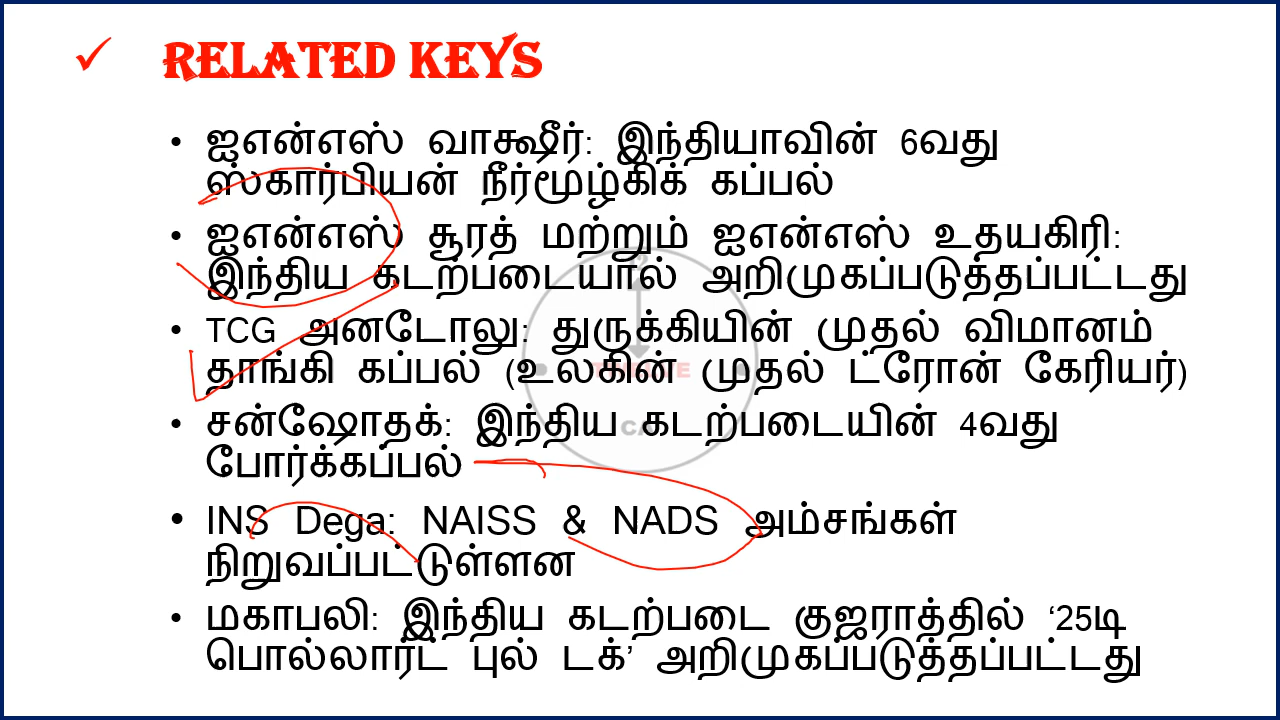 ✓ RELATED KEYS
• ஐஎன்எஸ் வாக்ஷீர்: இந்தியாவின் 6வது
ஸ்கார்பியன் நீர்மூழ்கிக் கப்பல்
• ஐஎன்எஸ் சூரத் மற்றும் ஐஎன்எஸ் உதயகிரி:
இந்திய கடற்படையால் அறிமுகப்படுத்தப்பட்டது
• TCG அனடோலு: துருக்கியின் முதல் விமானம்
தாங்கி கப்பல் (உலகின் முதல் ட்ரோன் கேரியர்)
• சன்ஷோதக்: இந்திய கடற்படையின் 4வது
போர்க்கப்பல்
• INS Dega: NAISS & NADS அம்சங்கள்
நிறுவப்பட்டுள்ளன
• மகாபலி: இந்திய கடற்படை குஜராத்தில் ‘25டி
பொல்லார்ட் புல் டக்’ அறிமுகப்படுத்தப்பட்டது